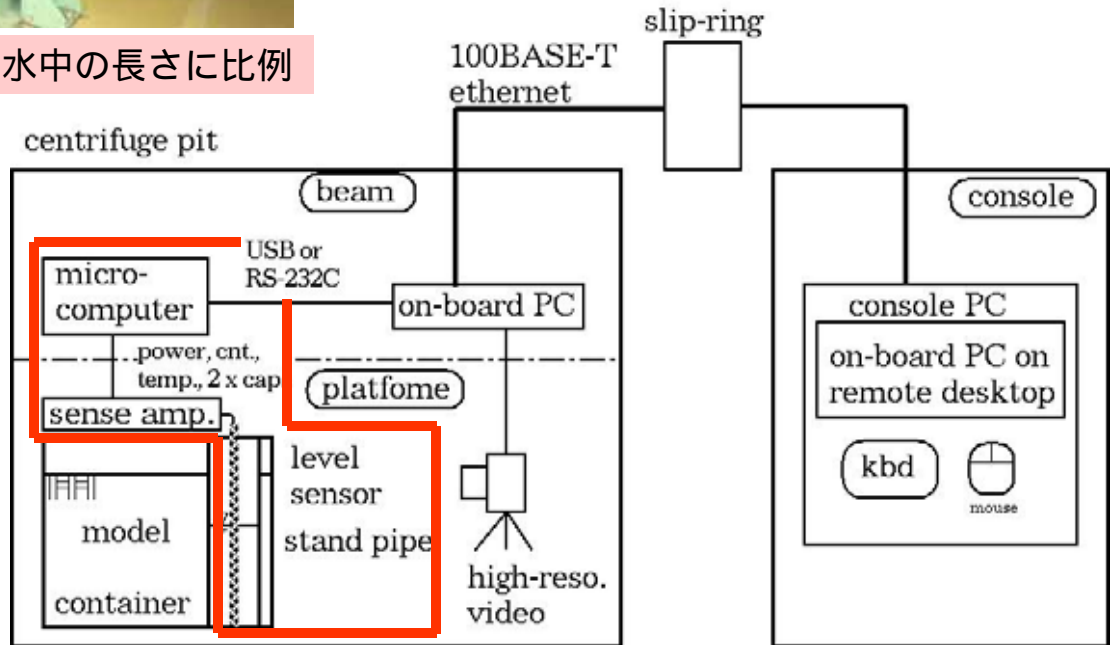 水中の長さに比例
slip-ring
100BASE-T
ethernet
centrifuge pit
beam
console
USB or
RS-232C
micro-
computer
on-board PC
console PC
power, cnt.,
temp., 2 x cap
on-board PC on
remote desktop
platfome
sense amp.
level
sensor
kbd
mouse
model
stand pipe
high-reso.
video
container